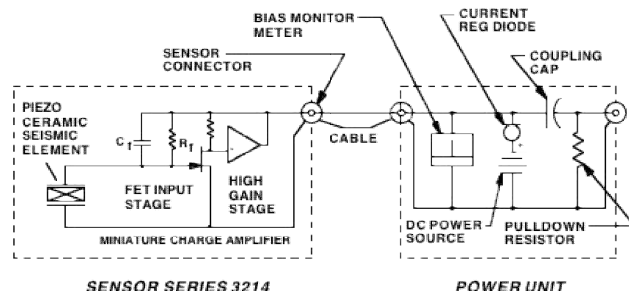 BIAS MONITOR
METER
CURRENT
REG DIODE
SENSOR
CONNECTOR
COUPLING
CAP
PIEZO
CERAMIC
SEISMIC
ELEMENT
C f
R f
CABLE
FET INPUT
STAGE
HIGH
GAIN
STAGE
DC POWER
SOURCE
PULLDOWN
RESISTOR
MINIATURE CHARGE AMPLIFIER
SENSOR SERIES 3214
POWER UNIT